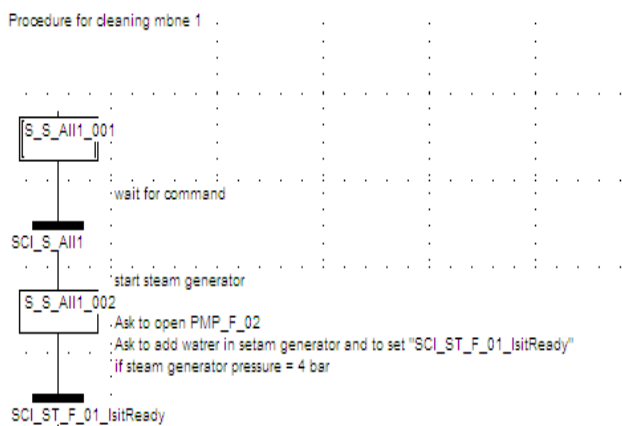 Procedure for cleaning mbne 1
S_S_All1_001
wait for command
SCI_S_All1
start steam generator
S_S_All1_002
Ask to open PMP_F_02
Ask to add watrer in setam generator and to set "SCI_ST_F_01_IsitReady"
if steam generator pressure = 4 bar
SCI_ST_F_01_IsitReady